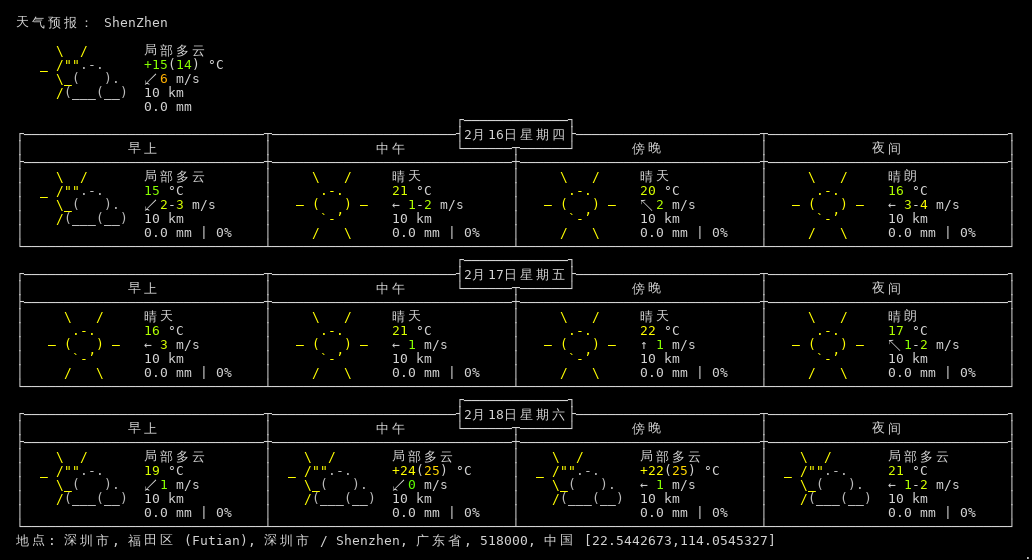 天气预报： ShenZhen
局部多云
+15(14) °C
↙6 m/s
10 km
0.0 mm
2月16日星期四
早上 中午 傍晚 夜间
局部多云 晴天 晴天 晴朗
15 °C 21 °C 20 °C 16 °C
↙2-3 m/s ← 1-2 m/s ↖2 m/s ← 3-4 m/s
10 km 10 km 10 km 10 km
0.0 mm | 0% 0.0 mm | 0% 0.0 mm | 0% 0.0 mm | 0%
2月17日星期五
早上 中午 傍晚 夜间
晴天 晴天 晴天 晴朗
16 °C 21 °C 22 °C 17 °C
← 3 m/s ← 1 m/s ↑ 1 m/s ↖1-2 m/s
10 km 10 km 10 km 10 km
0.0 mm | 0% 0.0 mm | 0% 0.0 mm | 0% 0.0 mm | 0%
2月18日星期六
早上 中午 傍晚 夜间
局部多云 局部多云 局部多云 局部多云
19 °C +24(25) °C +22(25) °C 21 °C
↙1 m/s ↙0 m/s ← 1 m/s ← 1-2 m/s
10 km 10 km 10 km 10 km
0.0 mm | 0% 0.0 mm | 0% 0.0 mm | 0% 0.0 mm | 0%
地点: 深圳市, 福田区 (Futian), 深圳市 / Shenzhen, 广东省, 518000, 中国 [22.5442673,114.0545327]